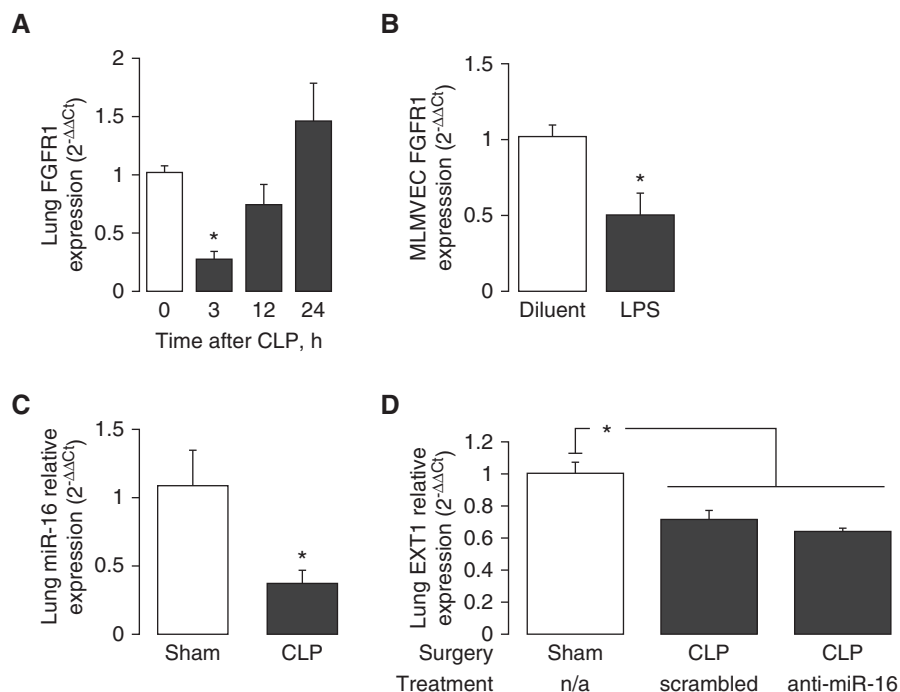 A
Lung FGFR1
expression (2-ΔΔCt)
2
1.5
1
0.5
0
*
0 3 12 24
Time after CLP, h
B
MLMVEC FGFR1
expresssion (2-ΔΔCt)
1.5
1
0.5
0
*
Diluent LPS
C
Lung miR-16 relative
expression (2-ΔΔCt)
1.5
1
0.5
0
*
Sham CLP
D
Lung EXT1 relative
expression (2-ΔΔCt)
1.2
1
0.8
0.6
0.4
0.2
0
*
Surgery Sham CLP CLP
Treatment n/a scrambled anti-miR-16